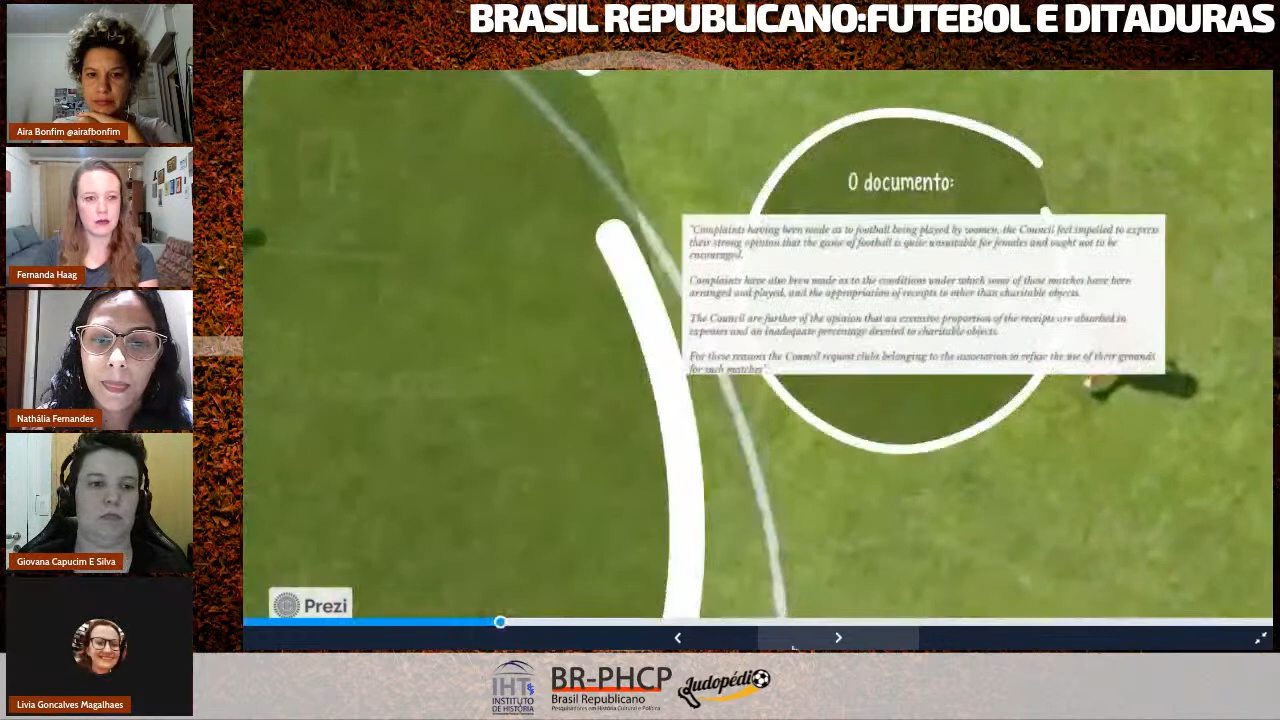 BRASIL REPUBLICANO:FUTEBOL E DITADURAS
Aira Bonfim @airafbonfim
Fernanda Haag
Nathália Fernandes
Giovana Capucim E Silva
Livia Goncalves Magalhaes
O documento:
"Complaints having been made as to football being played by women, the Council feel impelled to express
their strong opinion that the game of football is quite unsuitable for females and ought not to be
encouraged.
Complaints have also been made as to the conditions under which some of these matches have been
arranged and played, and the appropriation of receipts to other than charitable objects.
The Council are further of the opinion that an excessive proportion of the receipts are absorbed in
expenses and an inadequate percentage devoted to charitable objects.
For these reasons the Council request clubs belonging to the association to refuse the use of their grounds
for such matches".
Prezi
IHT
INSTITUTO
DE HISTÓRIA
BR-PHCP
Brasil Republicano
Pesquisadores em História Cultural e Política
Ludopédio